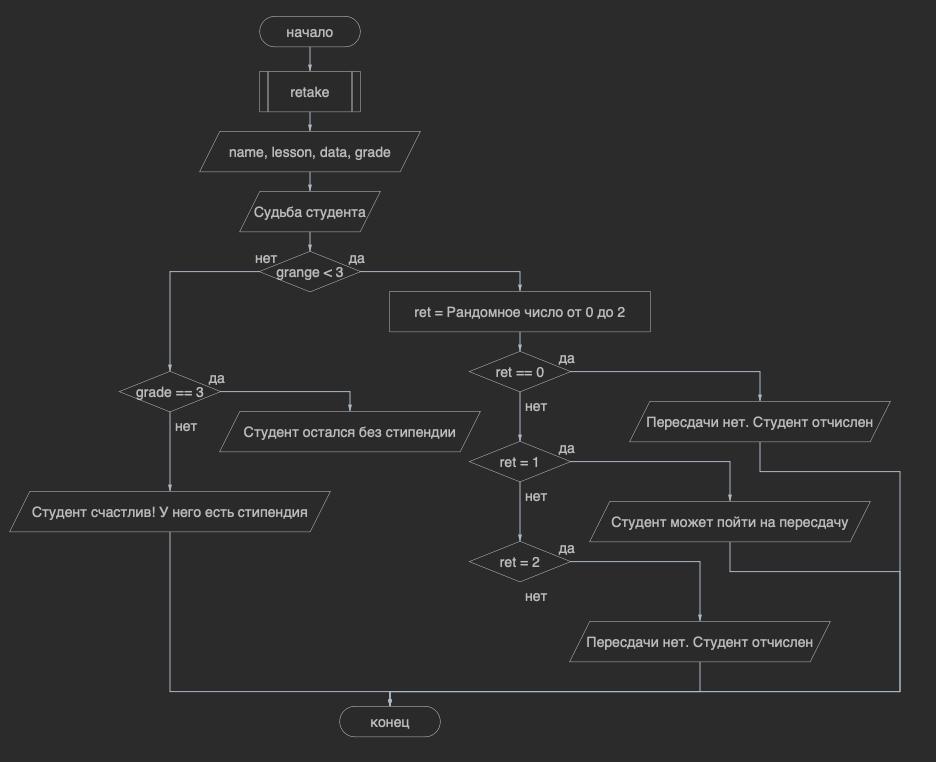 начало
retake
name, lesson, data, grade
Судьба студента
нет
да
grange < 3
ret = Рандомное число от 0 до 2
да
ret == 0
да
grade == 3
нет
нет
Пересдачи нет. Студент отчислен
Студент остался без стипендии
да
ret = 1
нет
Студент счастлив! У него есть стипендия
Студент может пойти на пересдачу
да
ret = 2
нет
Пересдачи нет. Студент отчислен
конец